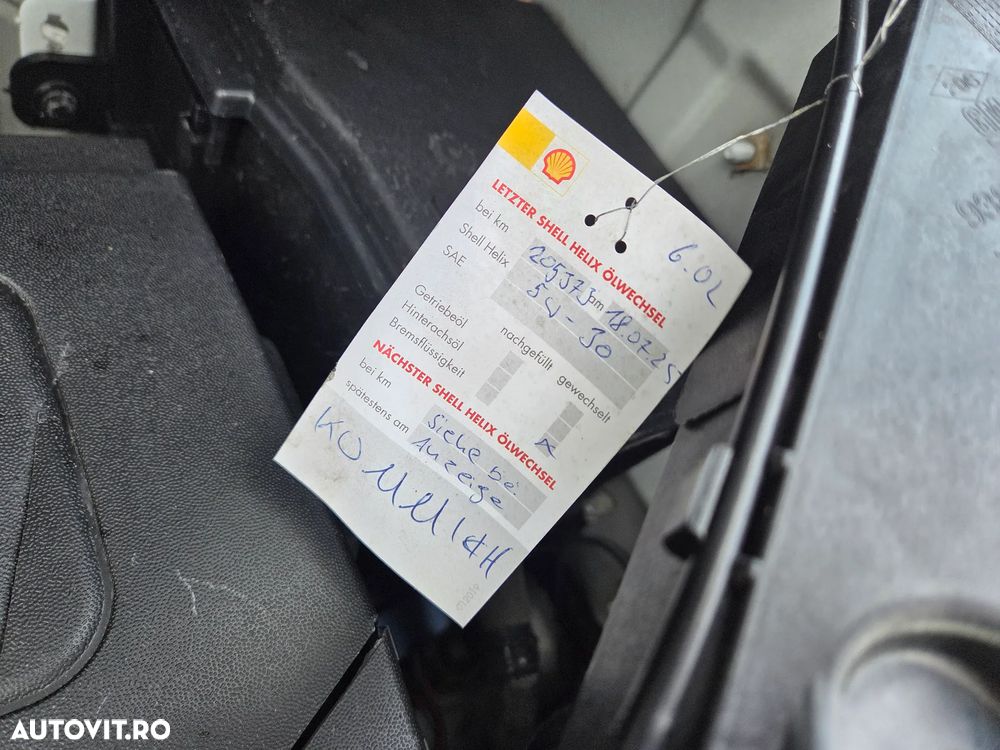 6.0L
LETZTER SHELL HELIX ÖLWECHSEL
bei km 205373 am 18.07.25
Shell Helix 5W-30
SAE
nachgefüllt gewechselt
Getriebeöl
Hinterachsöl
Bremsflüssigkeit
NÄCHSTER SHELL HELIX ÖLWECHSEL
bei km Siehe bei
spätestens am Anzeige
AUTOVIT.RO